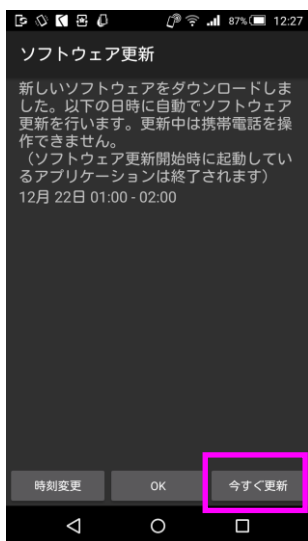 87% 12:27
ソフトウェア更新
新しいソフトウェアをダウンロードしま
した。以下の日時に自動でソフトウェア
更新を行います。更新中は携帯電話を操
作できません。
（ソフトウェア更新開始時に起動してい
るアプリケーションは終了されます）
12月 22日 01:00 - 02:00
時刻変更 OK 今すぐ更新